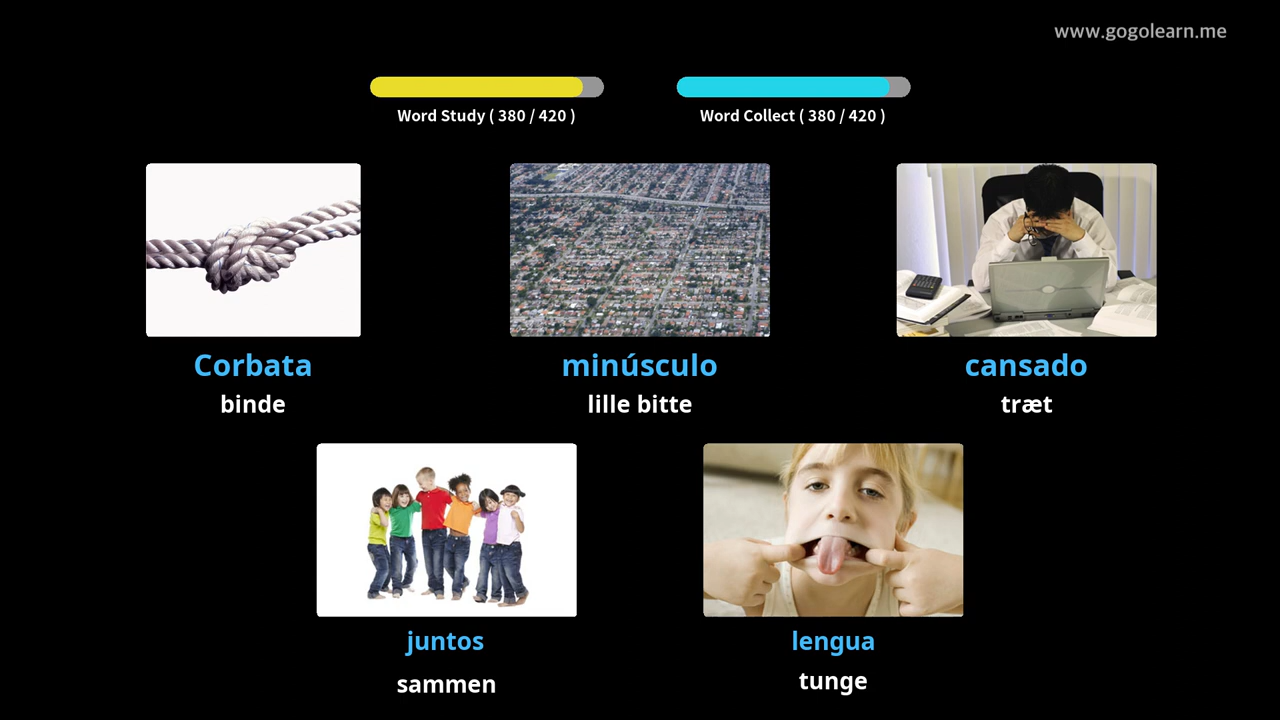 www.gogolearn.me
Word Study ( 380 / 420 )
Word Collect ( 380 / 420 )
Corbata
binde
minúsculo
lille bitte
cansado
træt
juntos
sammen
lengua
tunge